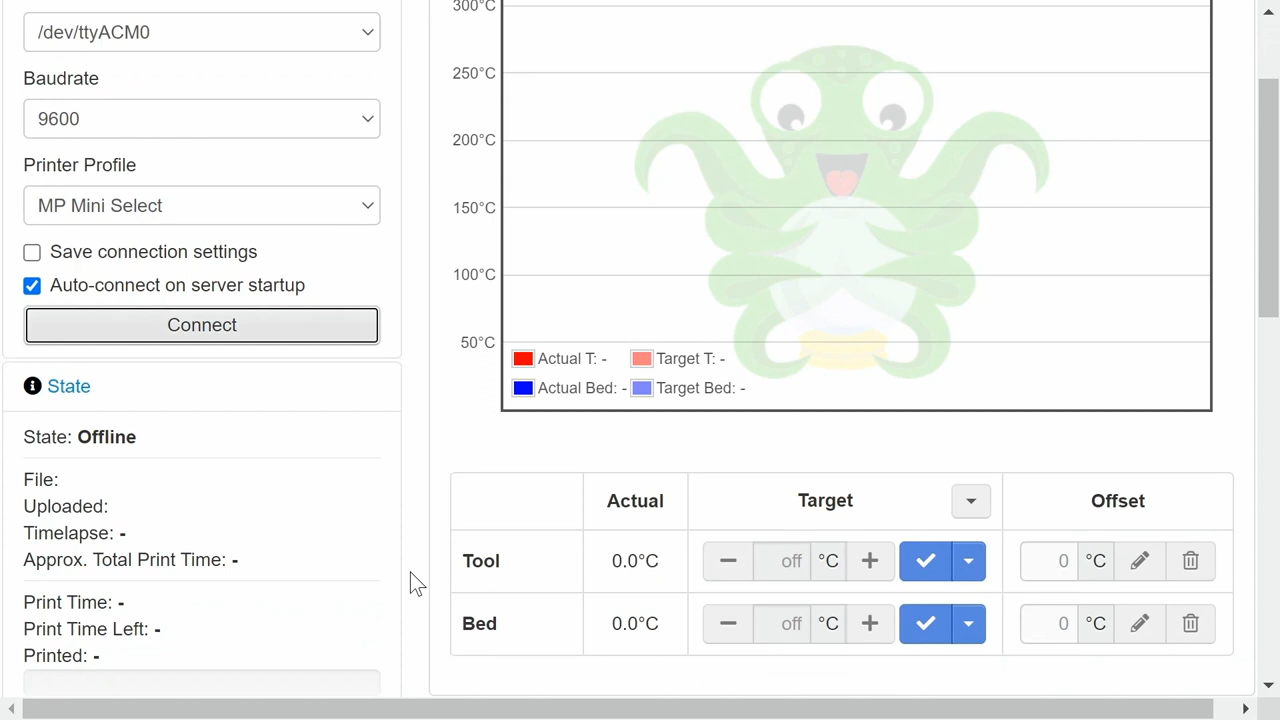 /dev/ttyACM0
Baudrate
9600
Printer Profile
MP Mini Select
Save connection settings
Auto-connect on server startup
Connect
State
State: Offline
File:
Uploaded:
Timelapse: -
Approx. Total Print Time: -
Print Time: -
Print Time Left: -
Printed: -
300°C
250°C
200°C
150°C
100°C
50°C
Actual T: - Target T: -
Actual Bed: - Target Bed: -
Actual Target Offset
Tool 0.0°C off °C 0 °C
Bed 0.0°C off °C 0 °C